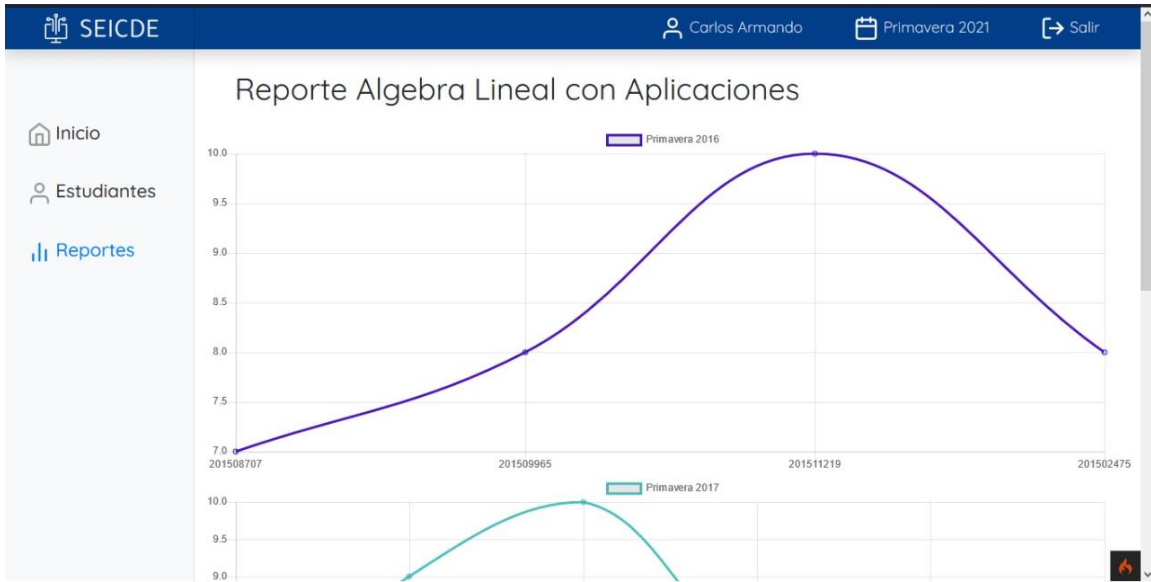 SEICDE
Carlos Armando
Primavera 2021
Salir
Inicio
Estudiantes
Reportes
Reporte Algebra Lineal con Aplicaciones
Primavera 2016
10.0
9.5
9.0
8.5
8.0
7.5
7.0
201508707
201509965
201511219
201502475
Primavera 2017
10.0
9.5
9.0